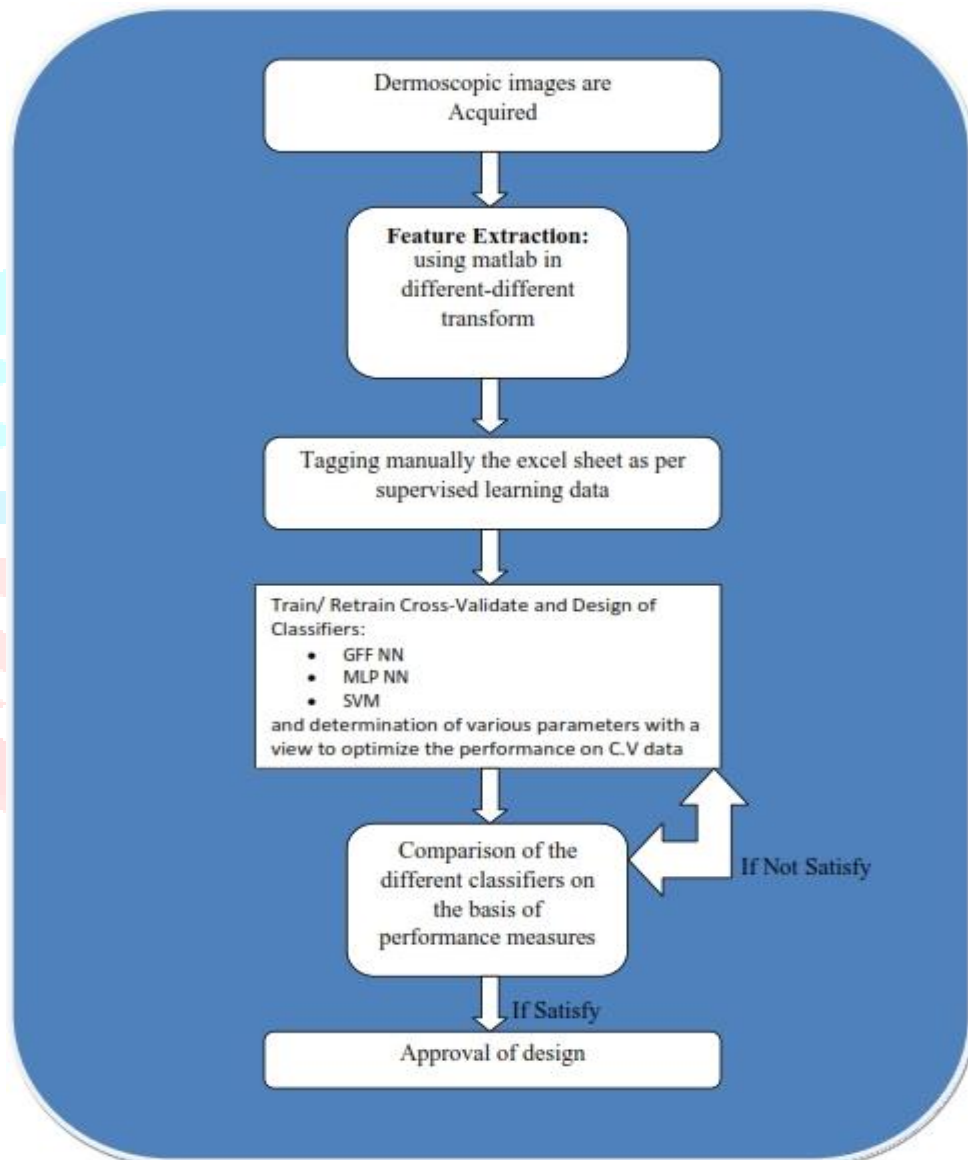 Dermoscopic images are
Acquired
Feature Extraction:
using matlab in
different-different
transform
Tagging manually the excel sheet as per
supervised learning data
Train/ Retrain Cross-Validate and Design of
Classifiers:
• GFF NN
• MLP NN
• SVM
and determination of various parameters with a
view to optimize the performance on C.V data
Comparison of the
different classifiers on
the basis of
performance measures
If Not Satisfy
If Satisfy
Approval of design